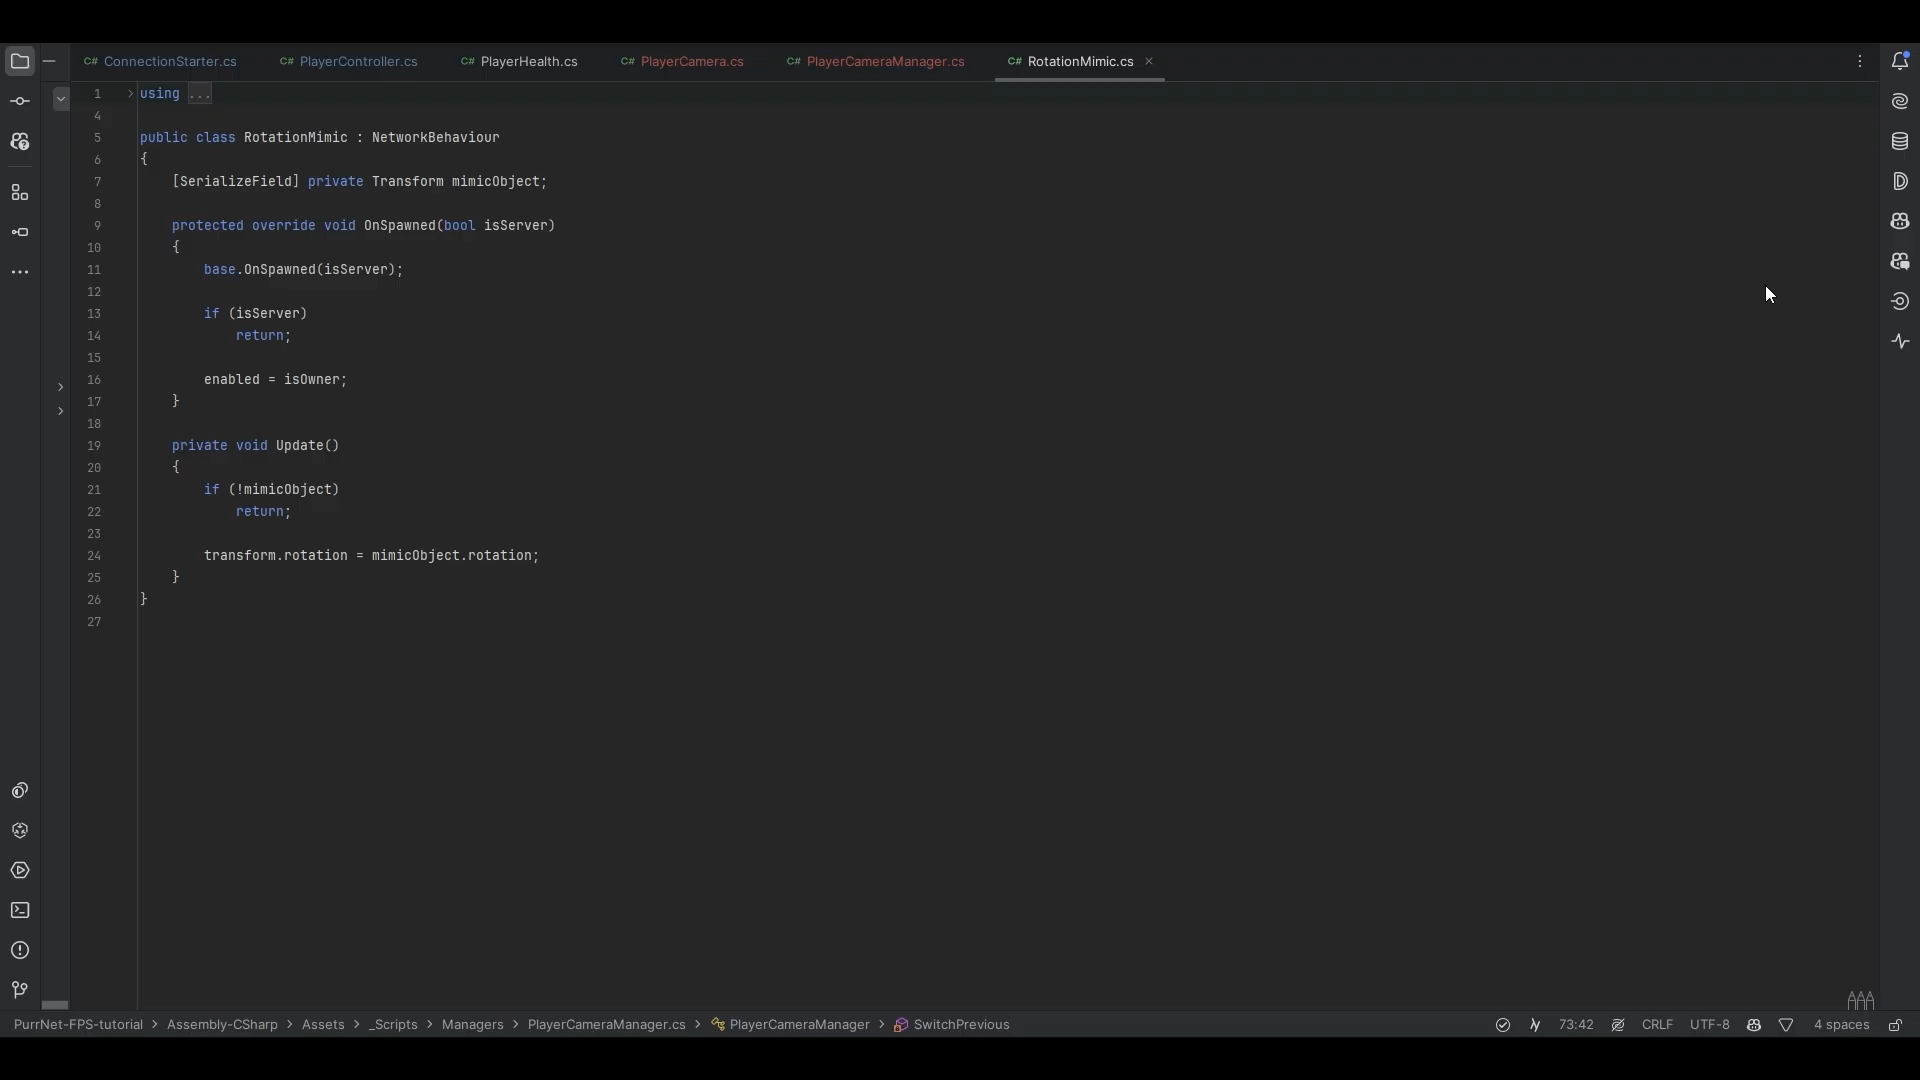 C# ConnectionStarter.cs C# PlayerController.cs C# PlayerHealth.cs C# PlayerCamera.cs C# PlayerCameraManager.cs C# RotationMimic.cs
1 using ...
4
5 public class RotationMimic : NetworkBehaviour
6 {
7 [SerializeField] private Transform mimicObject;
8
9 protected override void OnSpawned(bool isServer)
10 {
11 base.OnSpawned(isServer);
12
13 if (isServer)
14 return;
15
16 enabled = isOwner;
17 }
18
19 private void Update()
20 {
21 if (!mimicObject)
22 return;
23
24 transform.rotation = mimicObject.rotation;
25 }
26 }
27
PurrNet-FPS-tutorial > Assembly-CSharp > Assets > _Scripts > Managers > PlayerCameraManager.cs > PlayerCameraManager > SwitchPrevious 73:42 CRLF UTF-8 4 spaces